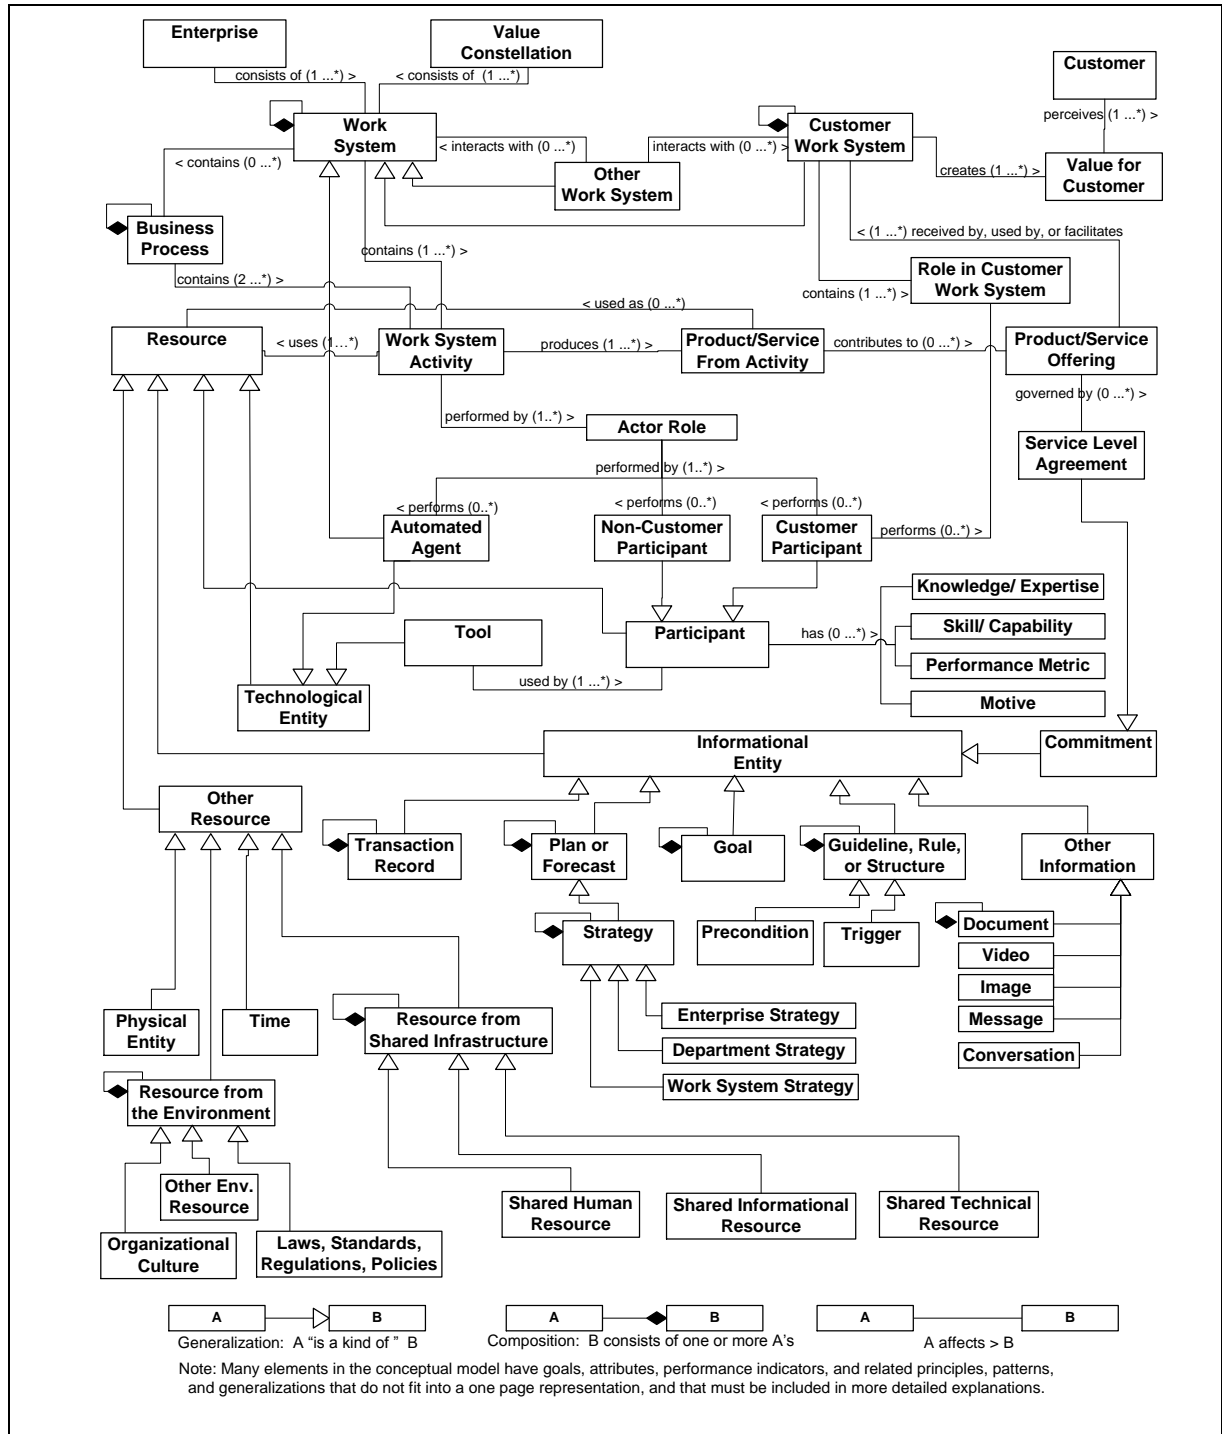 Enterprise
Value
Constellation
Customer
consists of (1 ...*) >
< consists of  (1 ...*)
perceives (1 ...*) >
Work
System
Customer
Work System
< interacts with (0 ...*)
interacts with (0 ...*) >
< contains (0 ...*)
Other
Work System
creates (1 ...*) >
Value for
Customer
Business
Process
contains (1 ...*) >
< (1 ...*) received by, used by, or facilitates
contains (2 ...*) >
Role in Customer
Work System
contains (1 ...*) >
< used as (0 ...*)
Resource
< uses (1…*)
Work System
Activity
produces (1 ...*) >
Product/Service
From Activity
contributes to (0 ...*) >
Product/Service
Offering
governed by (0 ...*) >
performed by (1..*) >
Actor Role
Service Level
Agreement
performed by (1..*) >
< performs (0..*)
< performs (0..*)
< performs (0..*)
Automated
Agent
Non-Customer
Participant
Customer
Participant
performs (0..*) >
Knowledge/ Expertise
Tool
Participant
has (0 ...*) >
Skill/ Capability
Performance Metric
used by (1 ...*) >
Technological
Entity
Motive
Informational
Entity
Commitment
Other
Resource
Transaction
Record
Plan or
Forecast
Goal
Guideline, Rule,
or Structure
Other
Information
Strategy
Precondition
Trigger
Document
Video
Image
Message
Conversation
Physical
Entity
Time
Resource from
Shared Infrastructure
Enterprise Strategy
Department Strategy
Work System Strategy
Resource from
the Environment
Other Env.
Resource
Shared Human
Resource
Shared Informational
Resource
Shared Technical
Resource
Organizational
Culture
Laws, Standards,
Regulations, Policies
A
B
A
B
A
B
Generalization:  A “is a kind of ”  B
Composition:  B consists of one or more A's
A affects > B
Note: Many elements in the conceptual model have goals, attributes, performance indicators, and related principles, patterns,
and generalizations that do not fit into a one page representation, and that must be included in more detailed explanations.